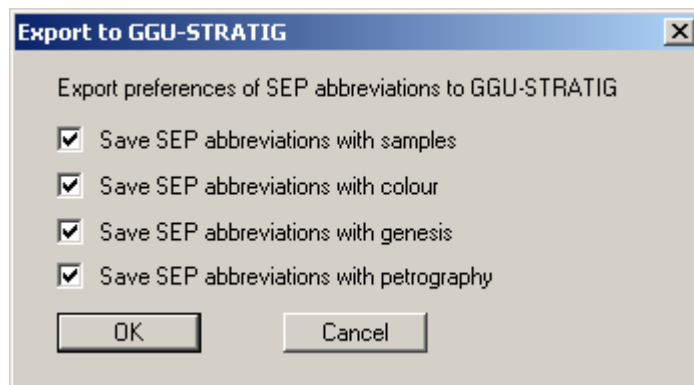 Export to GGU-STRATIG
Export preferences of SEP abbreviations to GGU-STRATIG
Save SEP abbreviations with samples
Save SEP abbreviations with colour
Save SEP abbreviations with genesis
Save SEP abbreviations with petrography
OK Cancel